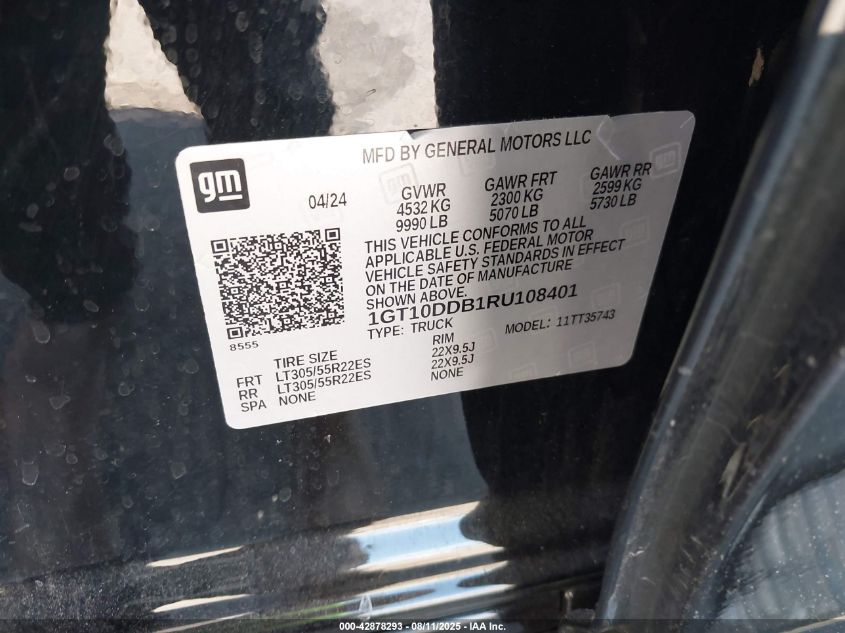 gm
MFD BY GENERAL MOTORS LLC
04/24
GVWR GAWR FRT GAWR RR
4532 KG 2300 KG 2599 KG
9990 LB 5070 LB 5730 LB
THIS VEHICLE CONFORMS TO ALL
APPLICABLE U.S. FEDERAL MOTOR
VEHICLE SAFETY STANDARDS IN EFFECT
ON THE DATE OF MANUFACTURE
SHOWN ABOVE.
1GT10DDB1RU108401
TYPE: TRUCK MODEL: 11TT35743
8555
TIRE SIZE RIM
FRT LT305/55R22ES 22X9.5J
RR LT305/55R22ES 22X9.5J
SPA NONE NONE
000-42878293 - 08/11/2025 - IAA Inc.